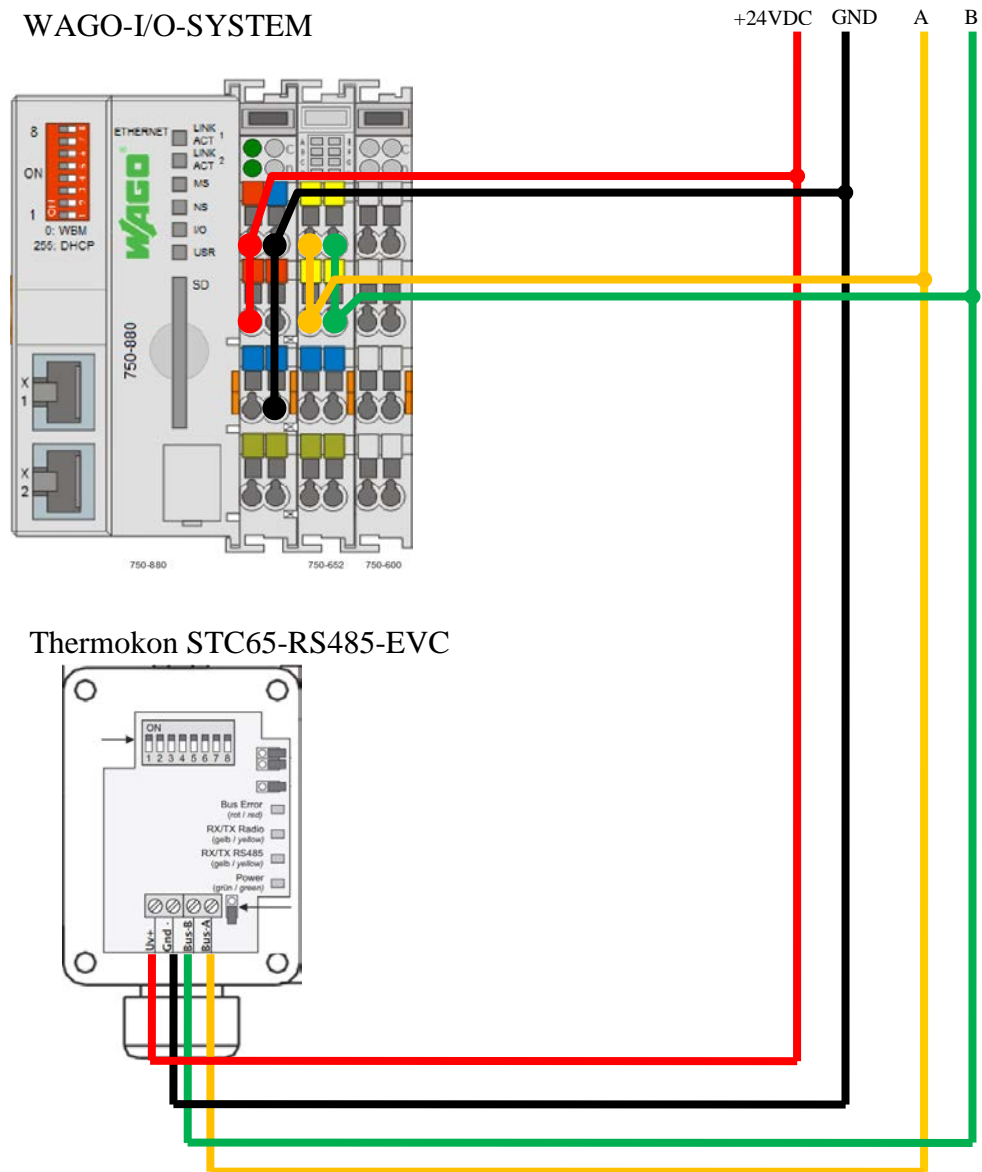 WAGO-I/O-SYSTEM
+24VDC GND A B
8
ON
1
0: WBM
255: DHCP
ETHERNET
LINK 1
ACT
LINK 2
ACT
MS
NS
I/O
USR
SD
WAGO
750-880
X
1
X
2
750-880 750-652 750-600
Thermokon STC65-RS485-EVC
ON
1 2 3 4 5 6 7 8
Bus Error
(rot / red)
RX/TX Radio
(gelb / yellow)
RX/TX RS485
(gelb / yellow)
Power
(grün / green)
Uv+
Gnd -
Bus-B
Bus-A